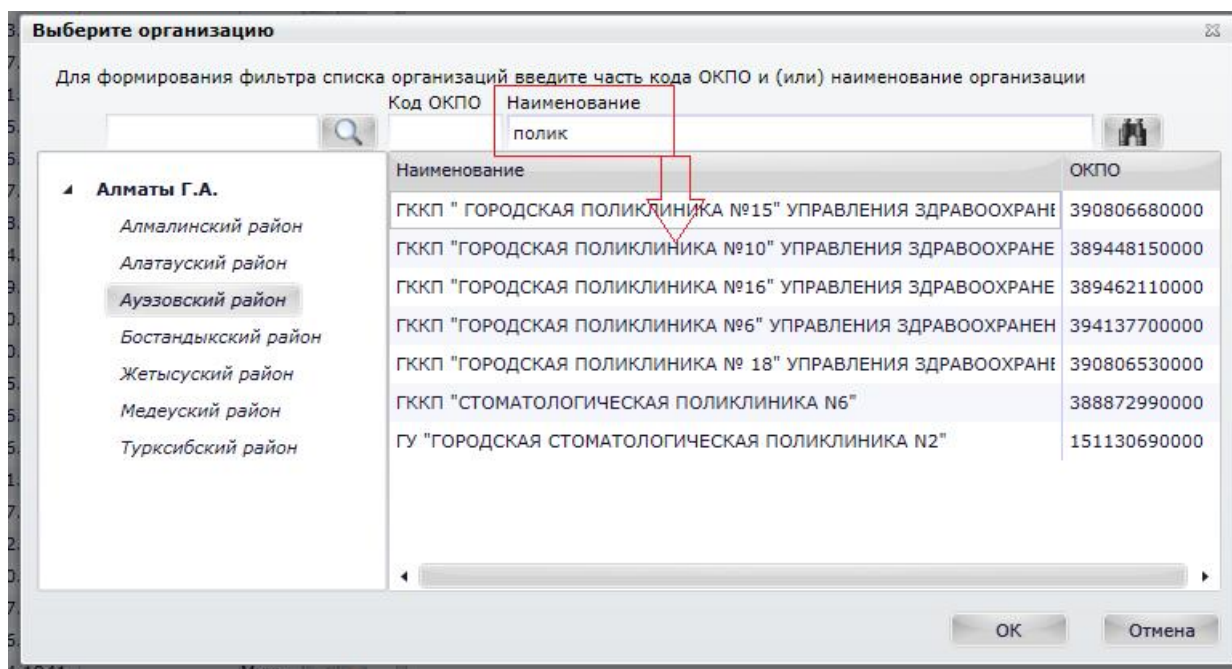 Выберите организацию
Для формирования фильтра списка организаций введите часть кода ОКПО и (или) наименование организации
Код ОКПО Наименование
полик
Алматы Г.А.
Алмалинский район
Алатауский район
Ауэзовский район
Бостандыкский район
Жетысуский район
Медеуский район
Турксибский район
Наименование ОКПО
ГККП " ГОРОДСКАЯ ПОЛИКЛИНИКА №15" УПРАВЛЕНИЯ ЗДРАВООХРАНЕ 390806680000
ГККП "ГОРОДСКАЯ ПОЛИКЛИНИКА №10" УПРАВЛЕНИЯ ЗДРАВООХРАНЕ 389448150000
ГККП "ГОРОДСКАЯ ПОЛИКЛИНИКА №16" УПРАВЛЕНИЯ ЗДРАВООХРАНЕ 389462110000
ГККП "ГОРОДСКАЯ ПОЛИКЛИНИКА №6" УПРАВЛЕНИЯ ЗДРАВООХРАНЕН 394137700000
ГККП "ГОРОДСКАЯ ПОЛИКЛИНИКА № 18" УПРАВЛЕНИЯ ЗДРАВООХРАНЕ 390806530000
ГККП "СТОМАТОЛОГИЧЕСКАЯ ПОЛИКЛИНИКА N6" 388872990000
ГУ "ГОРОДСКАЯ СТОМАТОЛОГИЧЕСКАЯ ПОЛИКЛИНИКА N2" 151130690000
ОК Отмена